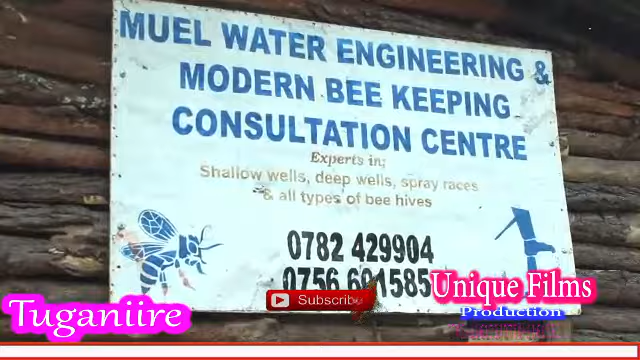 MUEL WATER ENGINEERING &
MODERN BEE KEEPING
CONSULTATION CENTRE
Experts in;
Shallow wells, deep wells, spray races
& all types of bee hives
0782 429904
Subscribe
Unique Films
Production
Tuganiire